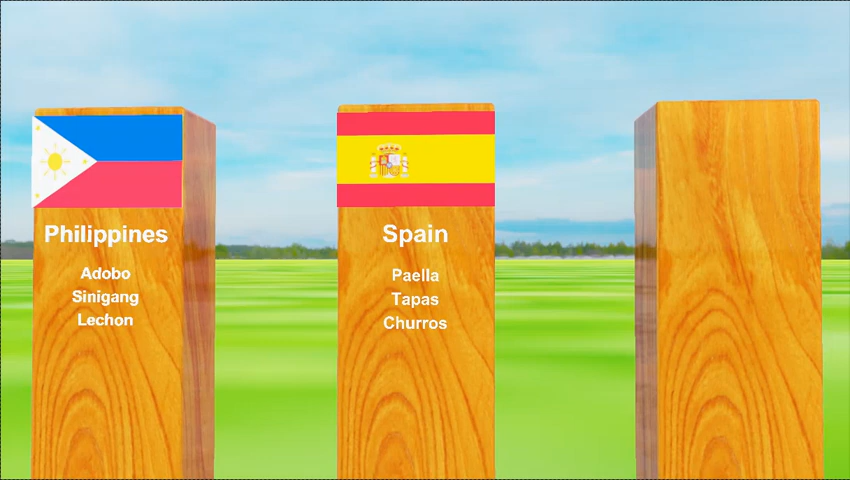 Philippines
Adobo
Sinigang
Lechon
Spain
Paella
Tapas
Churros